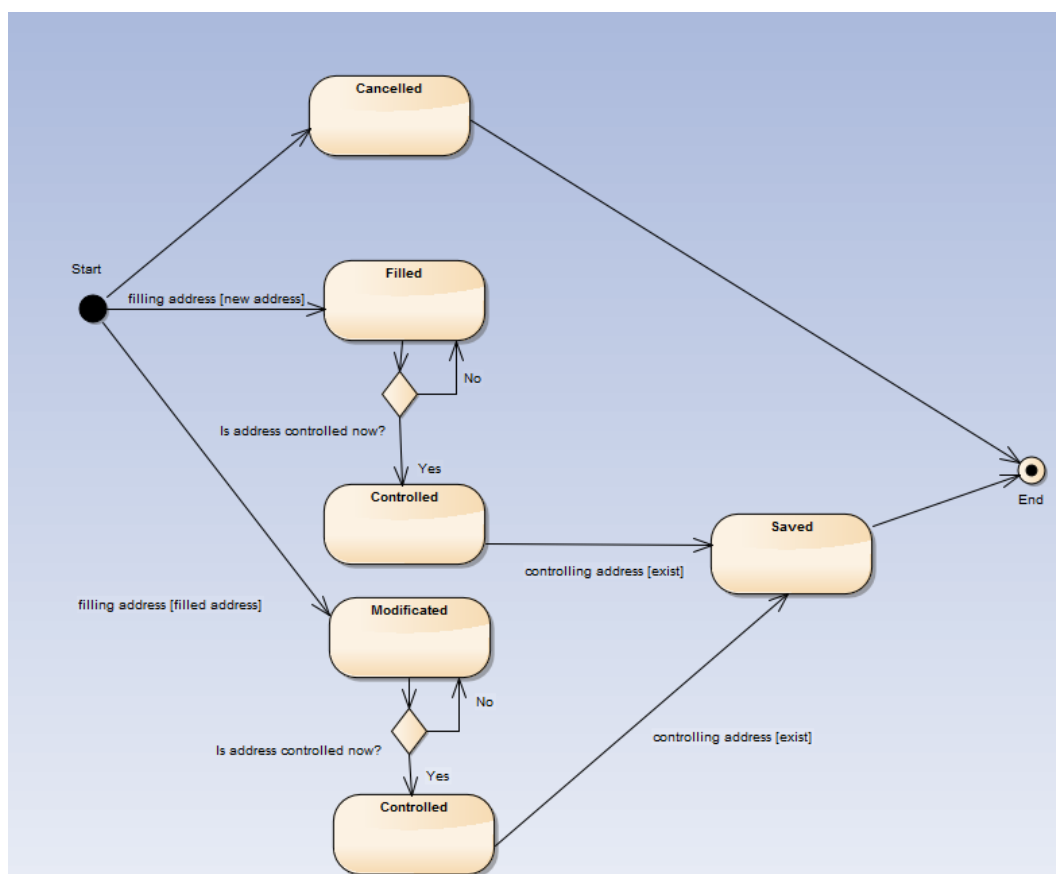 Cancelled
Start
Filled
filling address [new address]
No
Is address controlled now?
Yes
Controlled
End
Saved
controlling address [exist]
filling address [filled address]
Modificated
No
controlling address [exist]
Is address controlled now?
Yes
Controlled